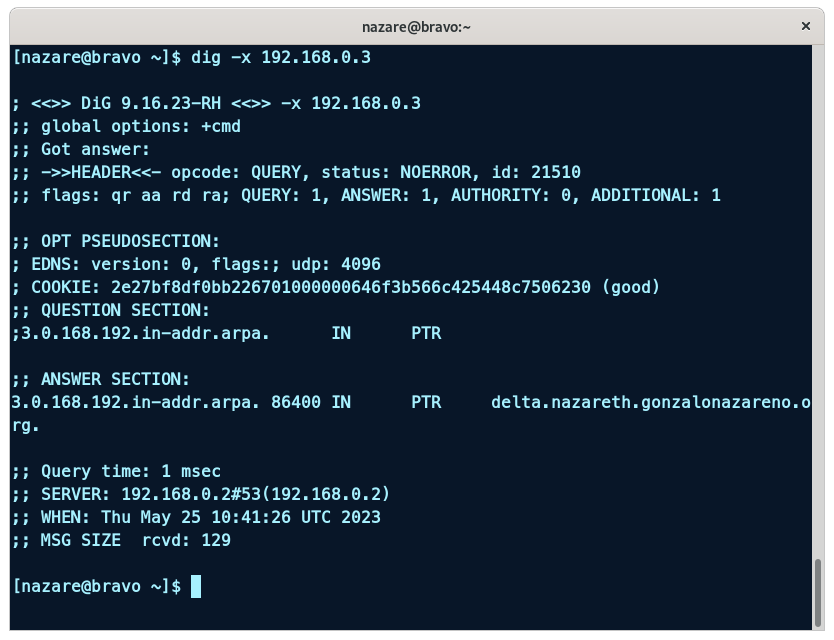 nazare@bravo:~
[nazare@bravo ~]$ dig -x 192.168.0.3
; <<>> DiG 9.16.23-RH <<>> -x 192.168.0.3
;; global options: +cmd
;; Got answer:
;; ->>HEADER<<- opcode: QUERY, status: NOERROR, id: 21510
;; flags: qr aa rd ra; QUERY: 1, ANSWER: 1, AUTHORITY: 0, ADDITIONAL: 1
;; OPT PSEUDOSECTION:
; EDNS: version: 0, flags:; udp: 4096
; COOKIE: 2e27bf8df0bb226701000000646f3b566c425448c7506230 (good)
;; QUESTION SECTION:
;3.0.168.192.in-addr.arpa.      IN      PTR
;; ANSWER SECTION:
3.0.168.192.in-addr.arpa. 86400 IN      PTR     delta.nazareth.gonzalonazareno.o
rg.
;; Query time: 1 msec
;; SERVER: 192.168.0.2#53(192.168.0.2)
;; WHEN: Thu May 25 10:41:26 UTC 2023
;; MSG SIZE  rcvd: 129
[nazare@bravo ~]$